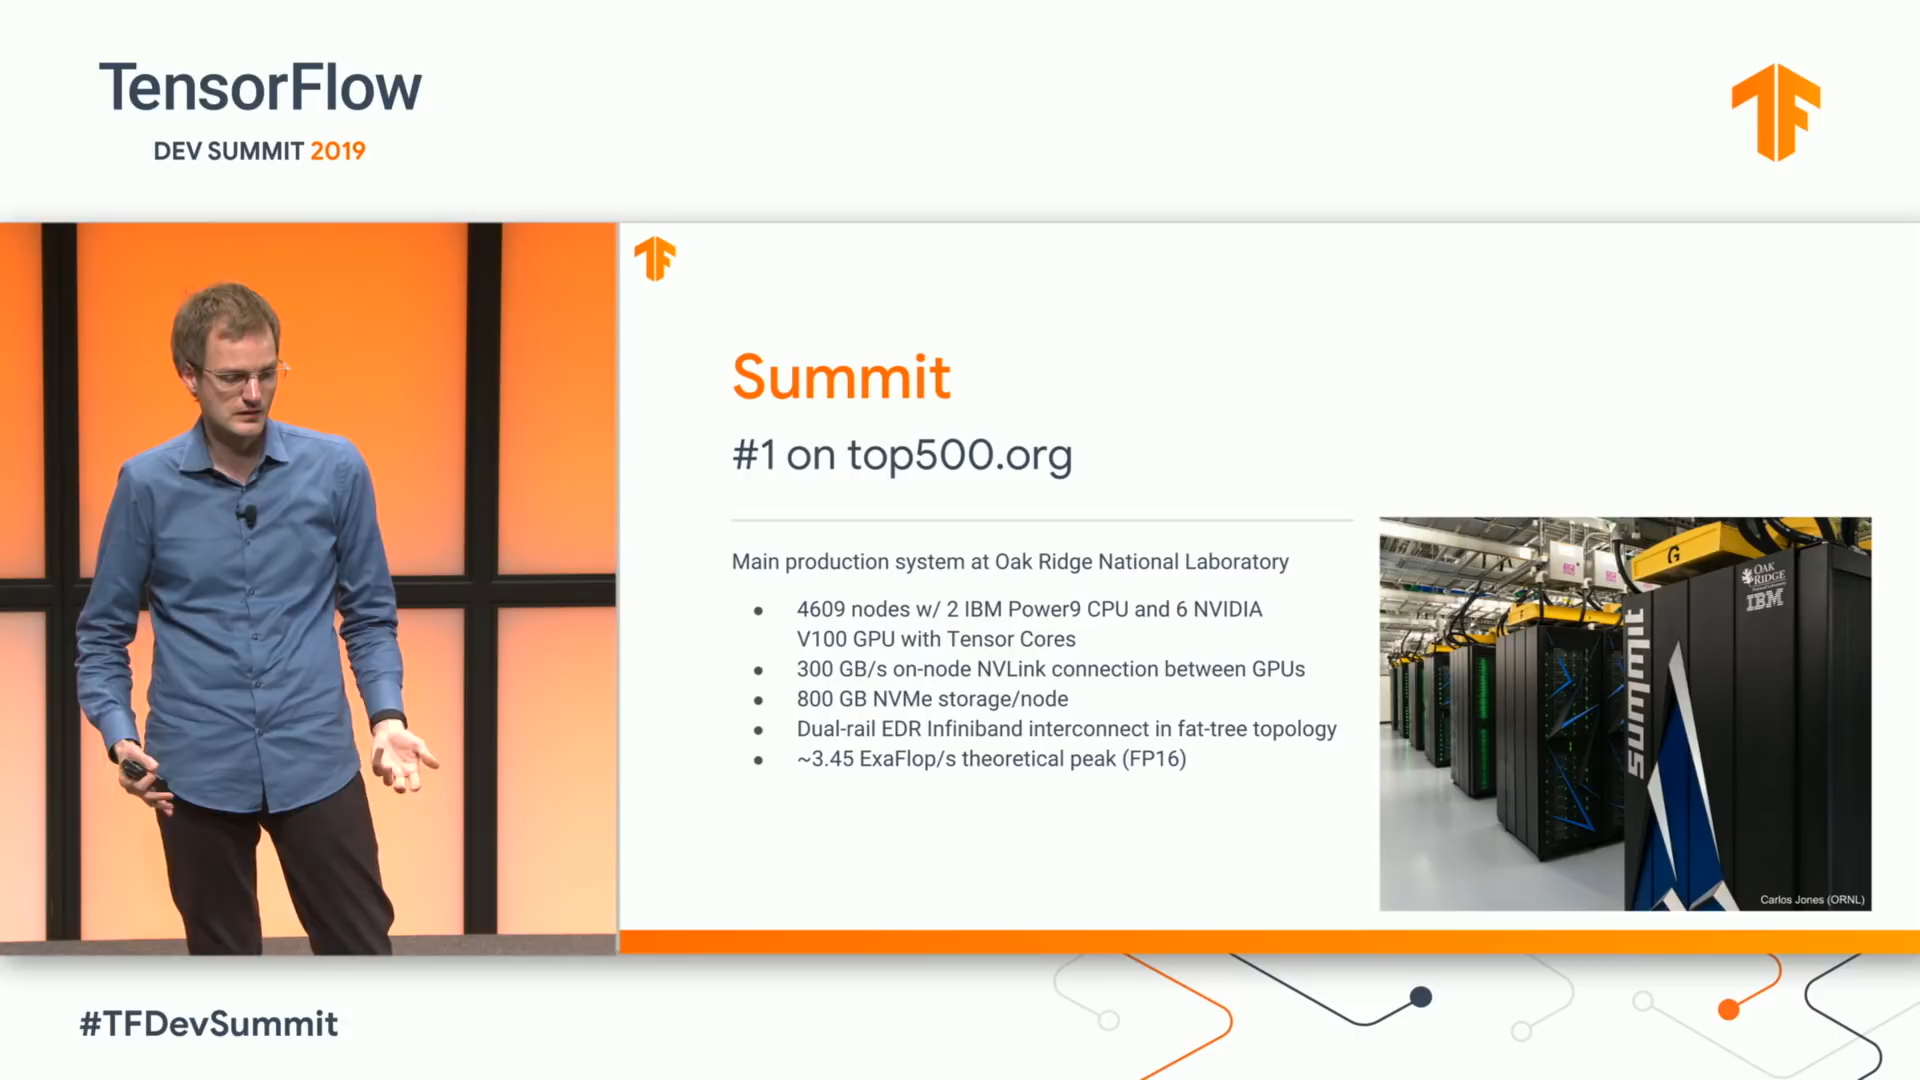 TensorFlow
DEV SUMMIT 2019
Summit
#1 on top500.org
Main production system at Oak Ridge National Laboratory
● 4609 nodes w/ 2 IBM Power9 CPU and 6 NVIDIA
V100 GPU with Tensor Cores
● 300 GB/s on-node NVLink connection between GPUs
● 800 GB NVMe storage/node
● Dual-rail EDR Infiniband interconnect in fat-tree topology
● ~3.45 ExaFlop/s theoretical peak (FP16)
G
OAK
RIDGE
IBM
summit
Carlos Jones (ORNL)
#TFDevSummit